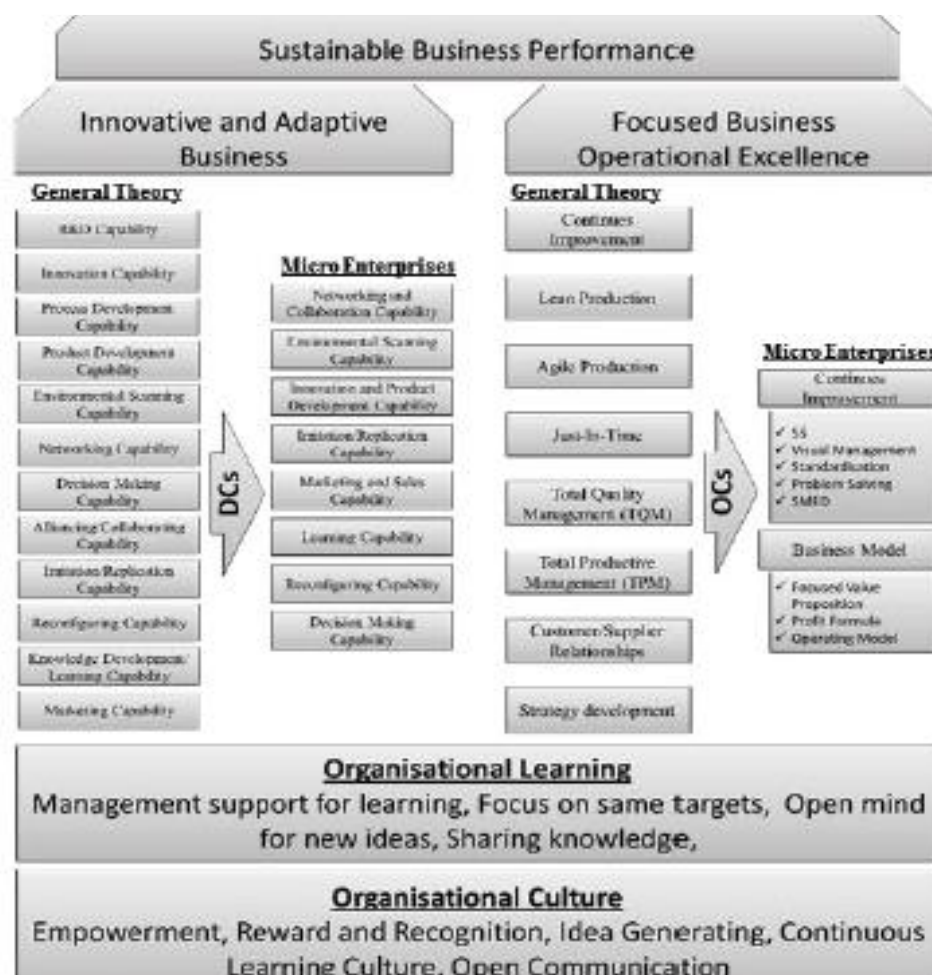 Sustainable Business Performance
Innovative and Adaptive
Business
General Theory
R&D Capability
Innovation Capability
Process Development
Capability
Product Development
Capability
Environmental Scanning
Capability
Networking Capability
Decision Making
Capability
Alliancing/Collaborating
Capability
Imitation/Replication
Capability
Reconfiguring Capability
Knowledge Development/
Learning Capability
Marketing Capability
DCs
Micro Enterprises
Networking and
Collaboration Capability
Environmental Scanning
Capability
Innovation and Product
Development Capability
Imitation/Replication
Capability
Marketing and Sales
Capability
Learning Capability
Reconfiguring Capability
Decision Making
Capability
Focused Business
Operational Excellence
General Theory
Continues
Improvement
Lean Production
Agile Production
Just-In-Time
Total Quality
Management (TQM)
Total Productive
Management (TPM)
Customer/Supplier
Relationships
Strategy development
OCs
Micro Enterprises
Continues
Improvement
✓ 5S
✓ Visual Management
✓ Standardisation
✓ Problem Solving
✓ SMED
Business Model
✓ Focused Value
Proposition
✓ Profit Formula
✓ Operating Model
Organisational Learning
Management support for learning, Focus on same targets, Open mind
for new ideas, Sharing knowledge,
Organisational Culture
Empowerment, Reward and Recognition, Idea Generating, Continuous
Learning Culture, Open Communication